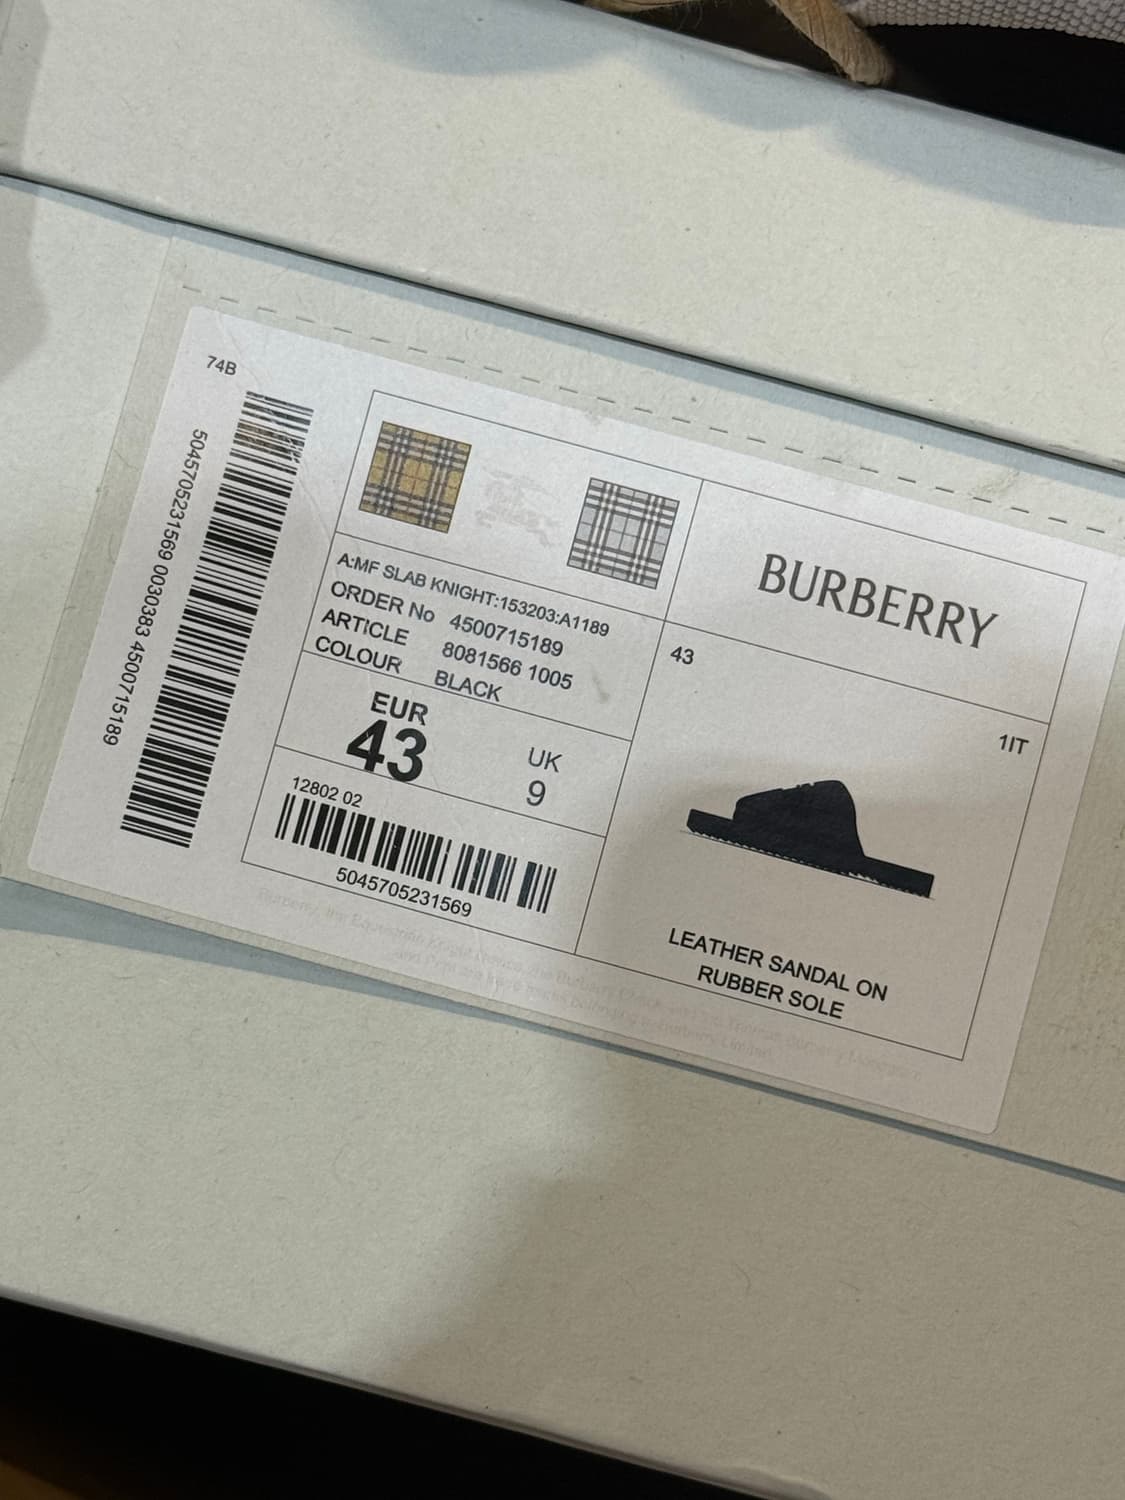 74B
5045705231569 0030383 4500715189
A:MF SLAB KNIGHT:153203:A1189
ORDER No 4500715189
ARTICLE 8081566 1005
COLOUR BLACK
EUR
43
UK
9
12802 02
5045705231569
BURBERRY
43
1IT
LEATHER SANDAL ON
RUBBER SOLE